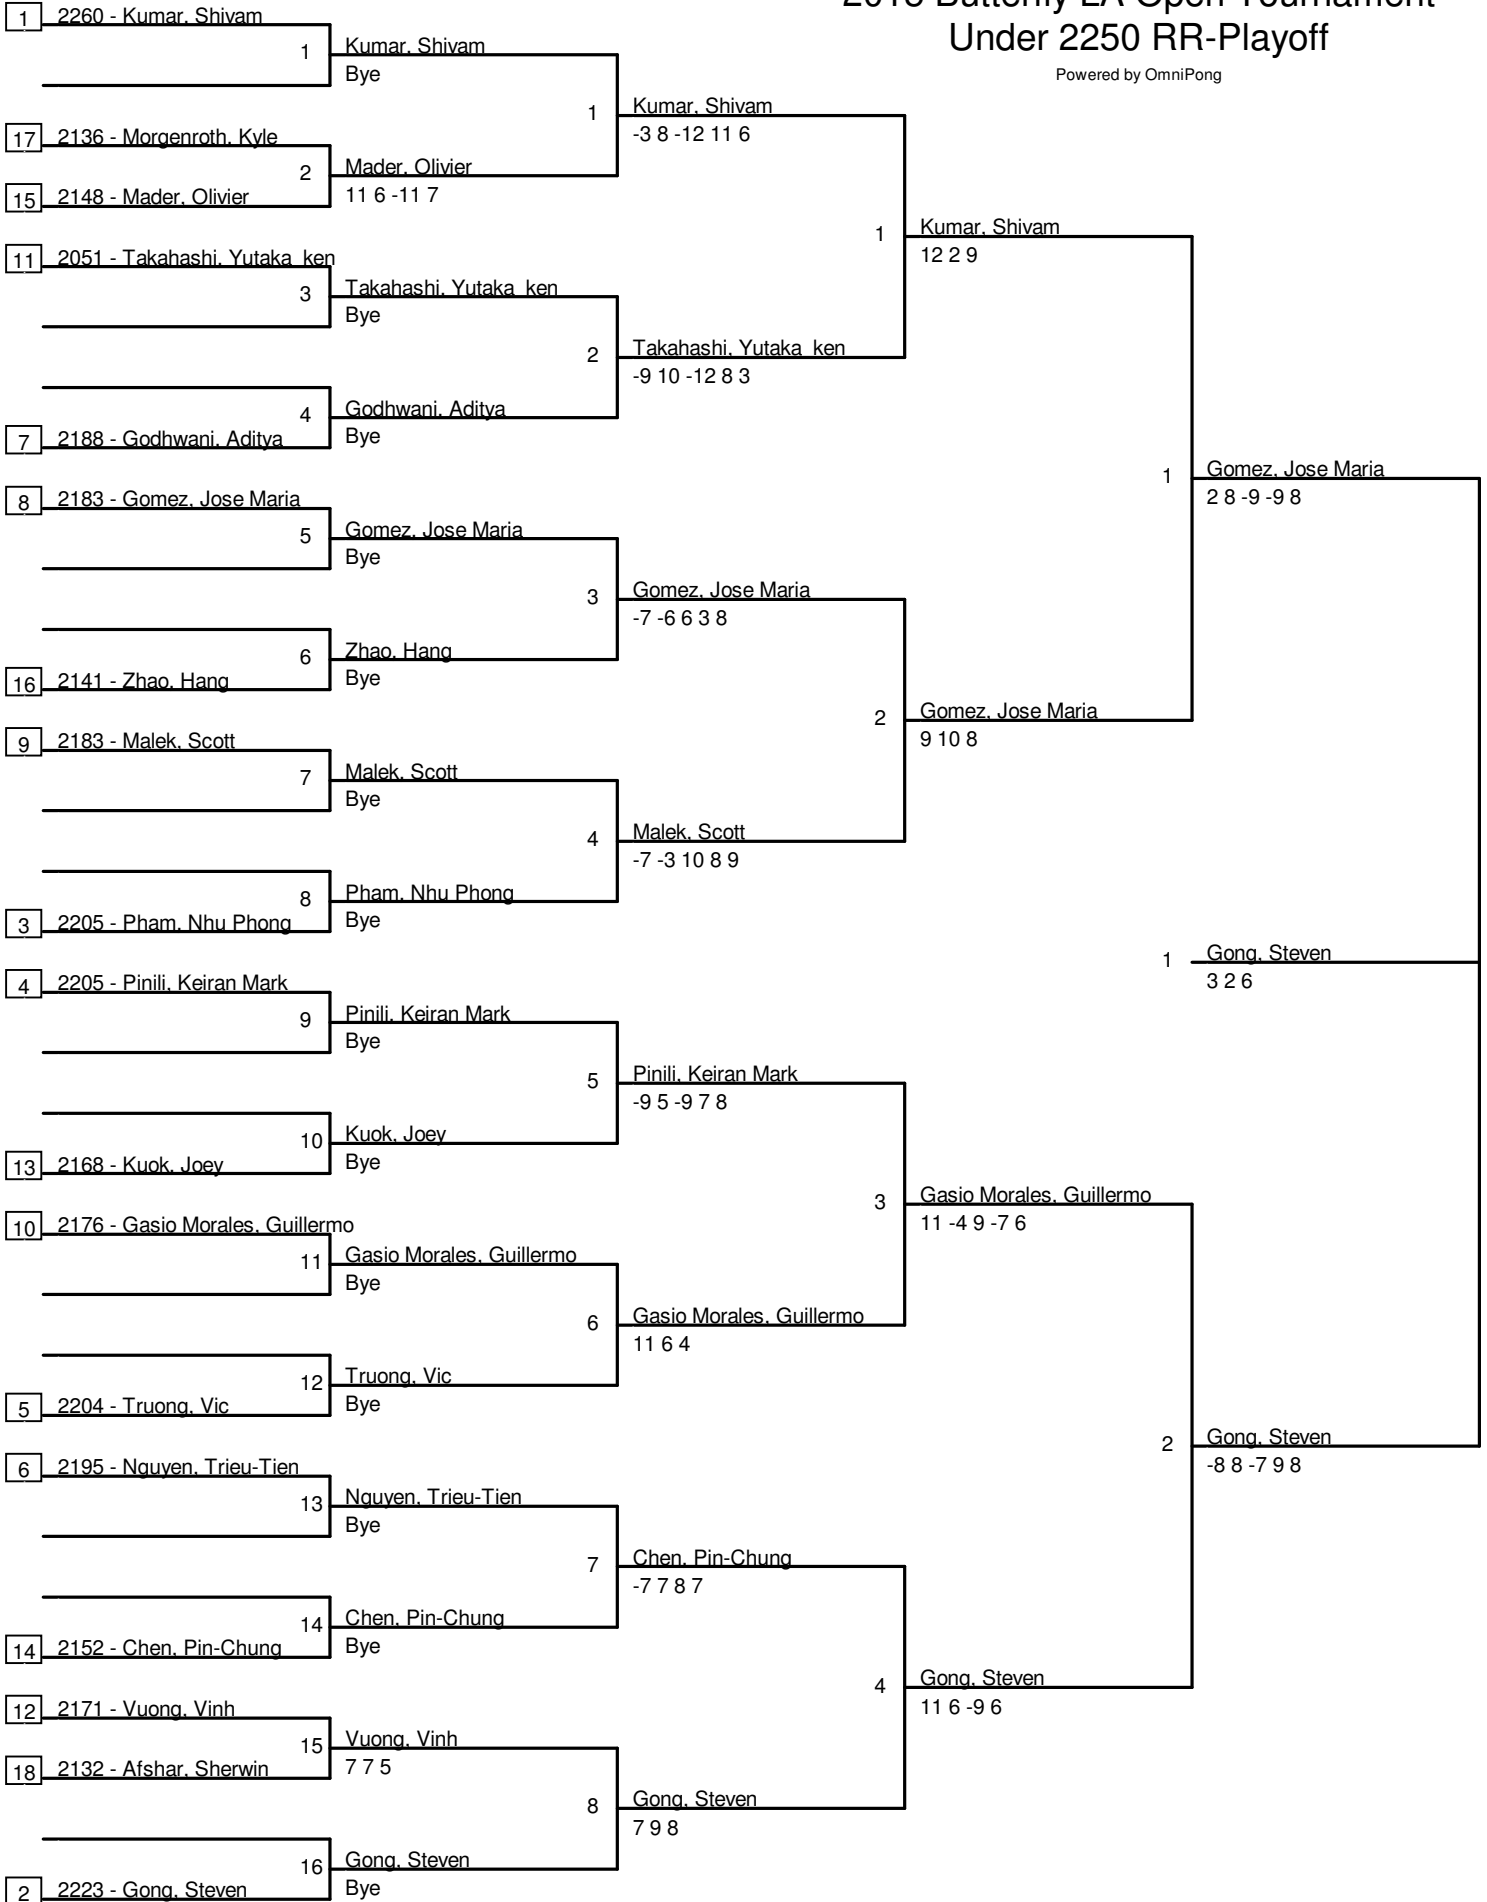 2018 Butterfly LA Open Tournament
Under 2250 RR-Playoff
Powered by OmniPong
1 2260 - Kumar, Shivam
1 Kumar, Shivam
Bye
1 Kumar, Shivam
-3 8 -12 11 6
17 2136 - Morgenroth, Kyle
2 Mader, Olivier
11 6 -11 7
15 2148 - Mader, Olivier
1 Kumar, Shivam
12 2 9
11 2051 - Takahashi, Yutaka ken
3 Takahashi, Yutaka ken
Bye
2 Takahashi, Yutaka ken
-9 10 -12 8 3
4 Godhwani, Aditya
Bye
7 2188 - Godhwani, Aditya
1 Gomez, Jose Maria
2 8 -9 -9 8
8 2183 - Gomez, Jose Maria
5 Gomez, Jose Maria
Bye
3 Gomez, Jose Maria
-7 -6 6 3 8
6 Zhao, Hang
Bye
16 2141 - Zhao, Hang
2 Gomez, Jose Maria
9 10 8
9 2183 - Malek, Scott
7 Malek, Scott
Bye
4 Malek, Scott
-7 -3 10 8 9
8 Pham, Nhu Phong
Bye
3 2205 - Pham, Nhu Phong
1 Gong, Steven
3 2 6
4 2205 - Pinili, Keiran Mark
9 Pinili, Keiran Mark
Bye
5 Pinili, Keiran Mark
-9 5 -9 7 8
10 Kuok, Joey
Bye
13 2168 - Kuok, Joey
3 Gasio Morales, Guillermo
11 -4 9 -7 6
10 2176 - Gasio Morales, Guillermo
11 Gasio Morales, Guillermo
Bye
6 Gasio Morales, Guillermo
11 6 4
12 Truong, Vic
Bye
5 2204 - Truong, Vic
2 Gong, Steven
-8 8 -7 9 8
6 2195 - Nguyen, Trieu-Tien
13 Nguyen, Trieu-Tien
Bye
7 Chen, Pin-Chung
-7 7 8 7
14 Chen, Pin-Chung
Bye
14 2152 - Chen, Pin-Chung
4 Gong, Steven
11 6 -9 6
12 2171 - Vuong, Vinh
15 Vuong, Vinh
7 7 5
18 2132 - Afshar, Sherwin
8 Gong, Steven
7 9 8
16 Gong, Steven
Bye
2 2223 - Gong, Steven